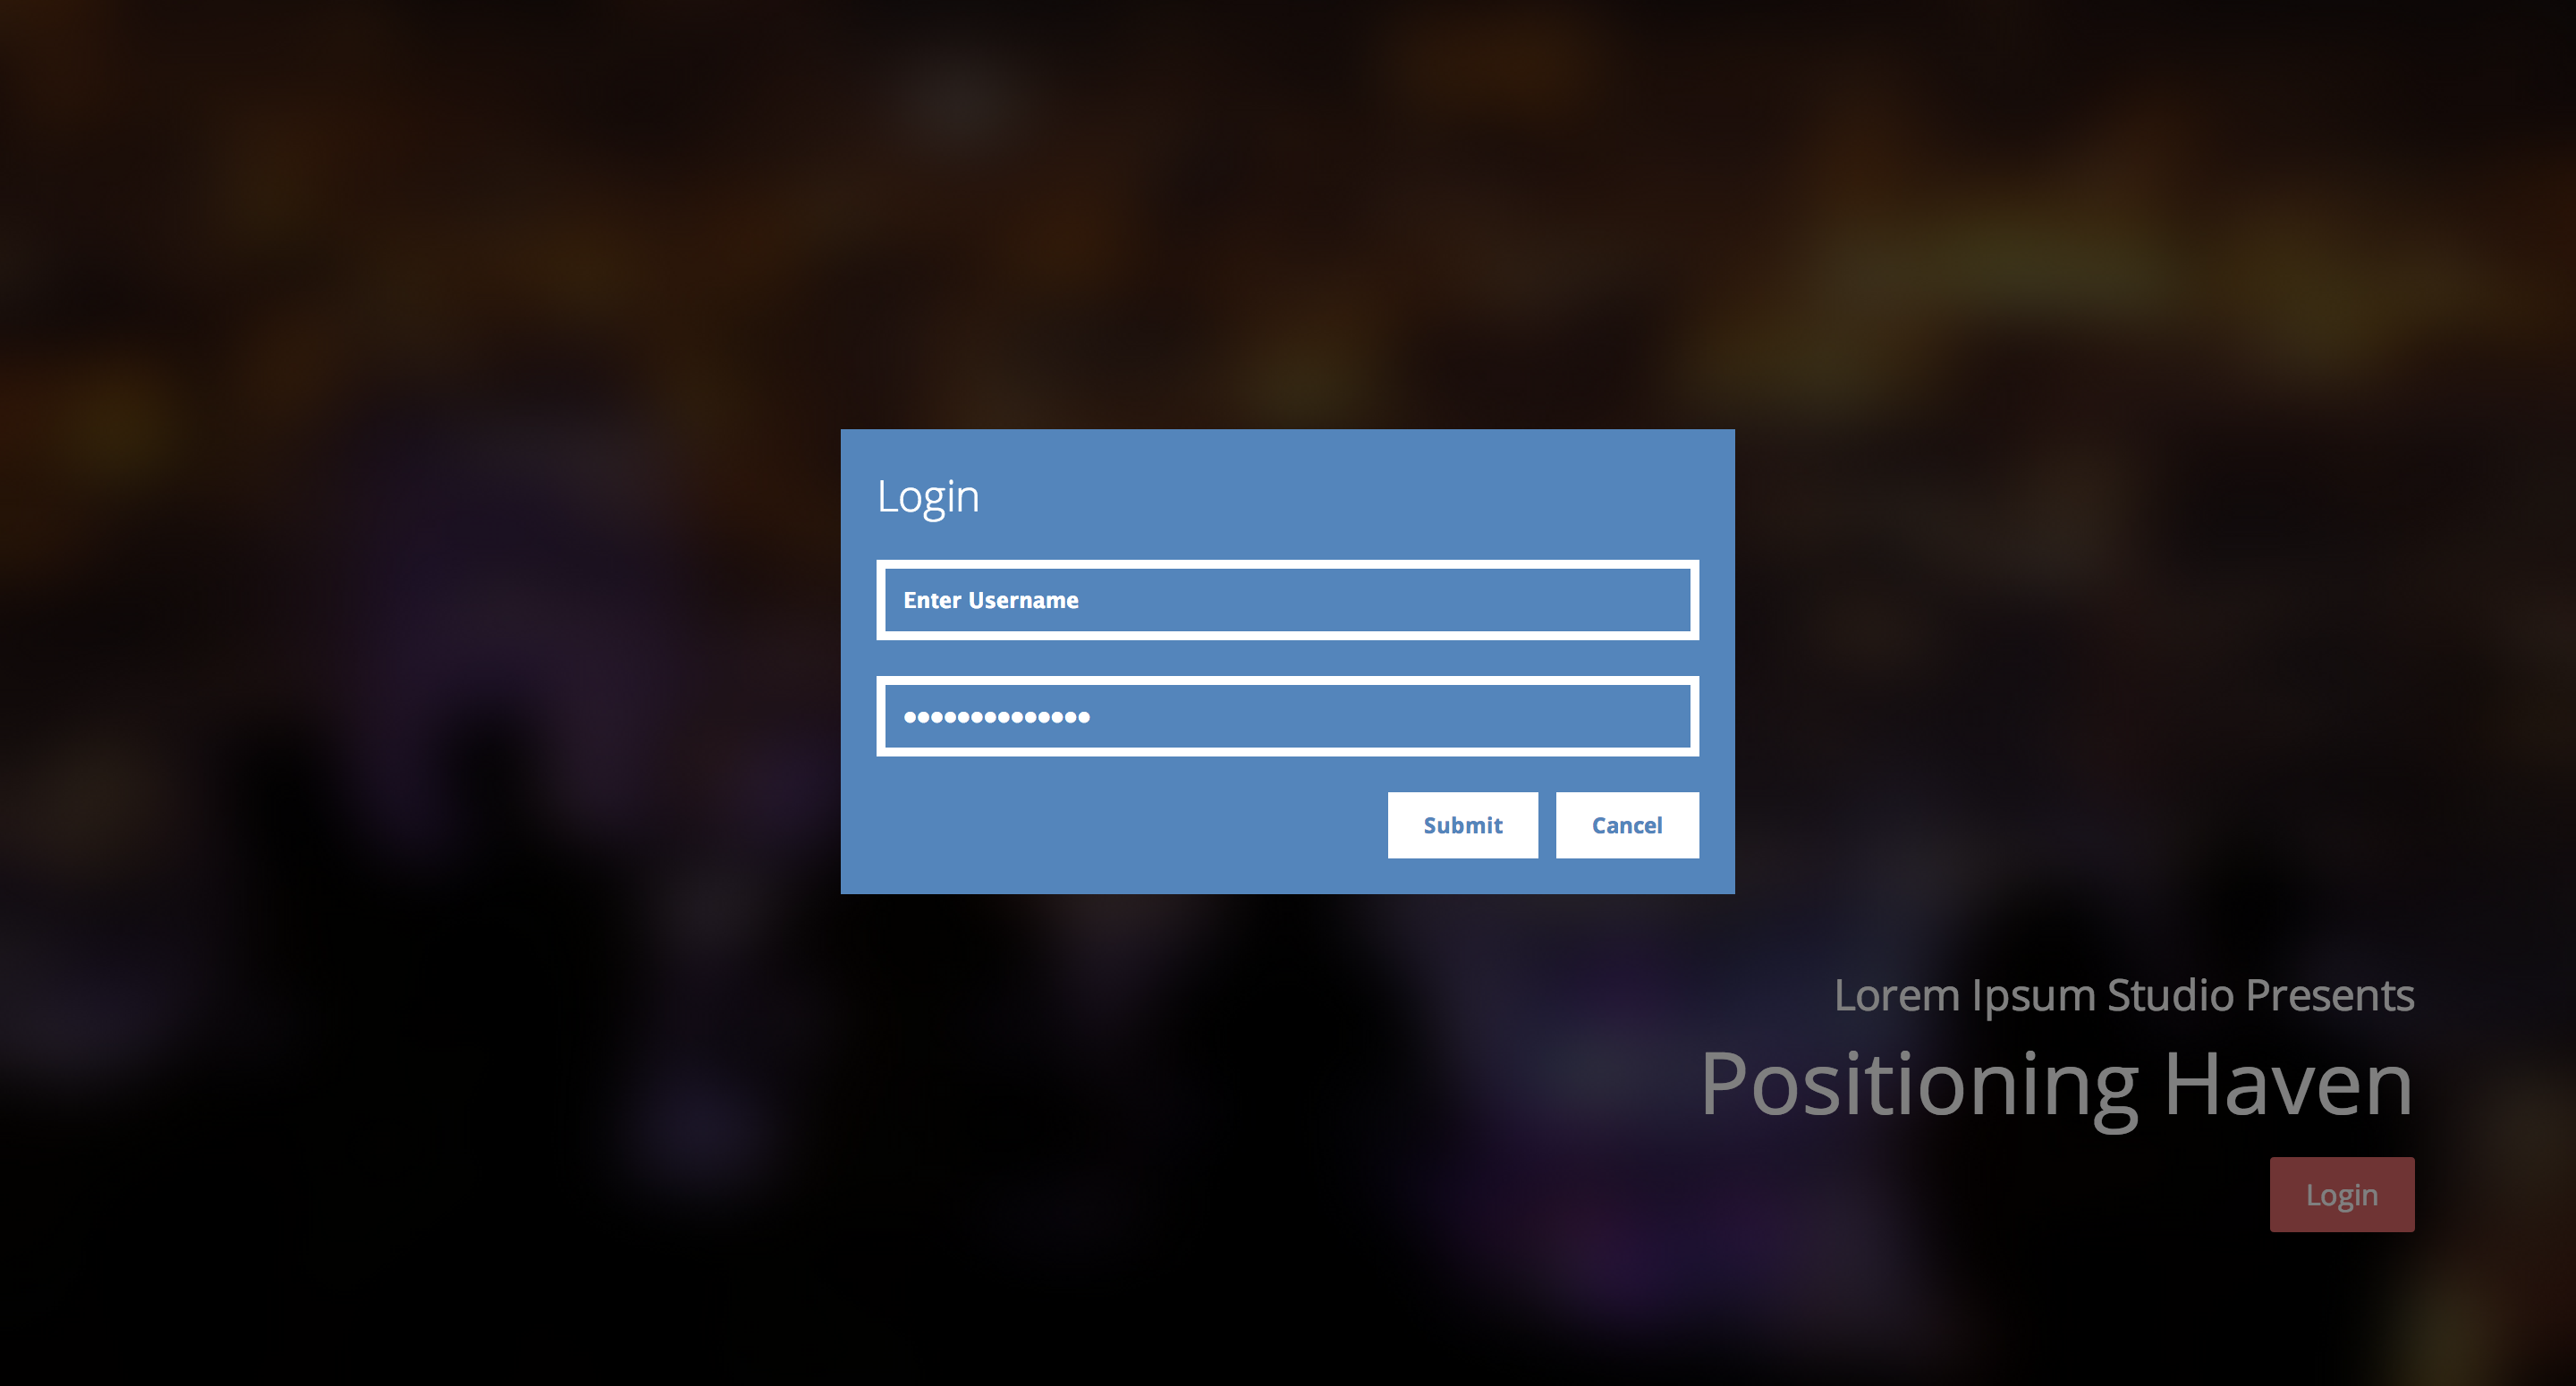 Login
Enter Username
●●●●●●●●●●●●●●
Submit Cancel
Lorem Ipsum Studio Presents
Positioning Haven
Login